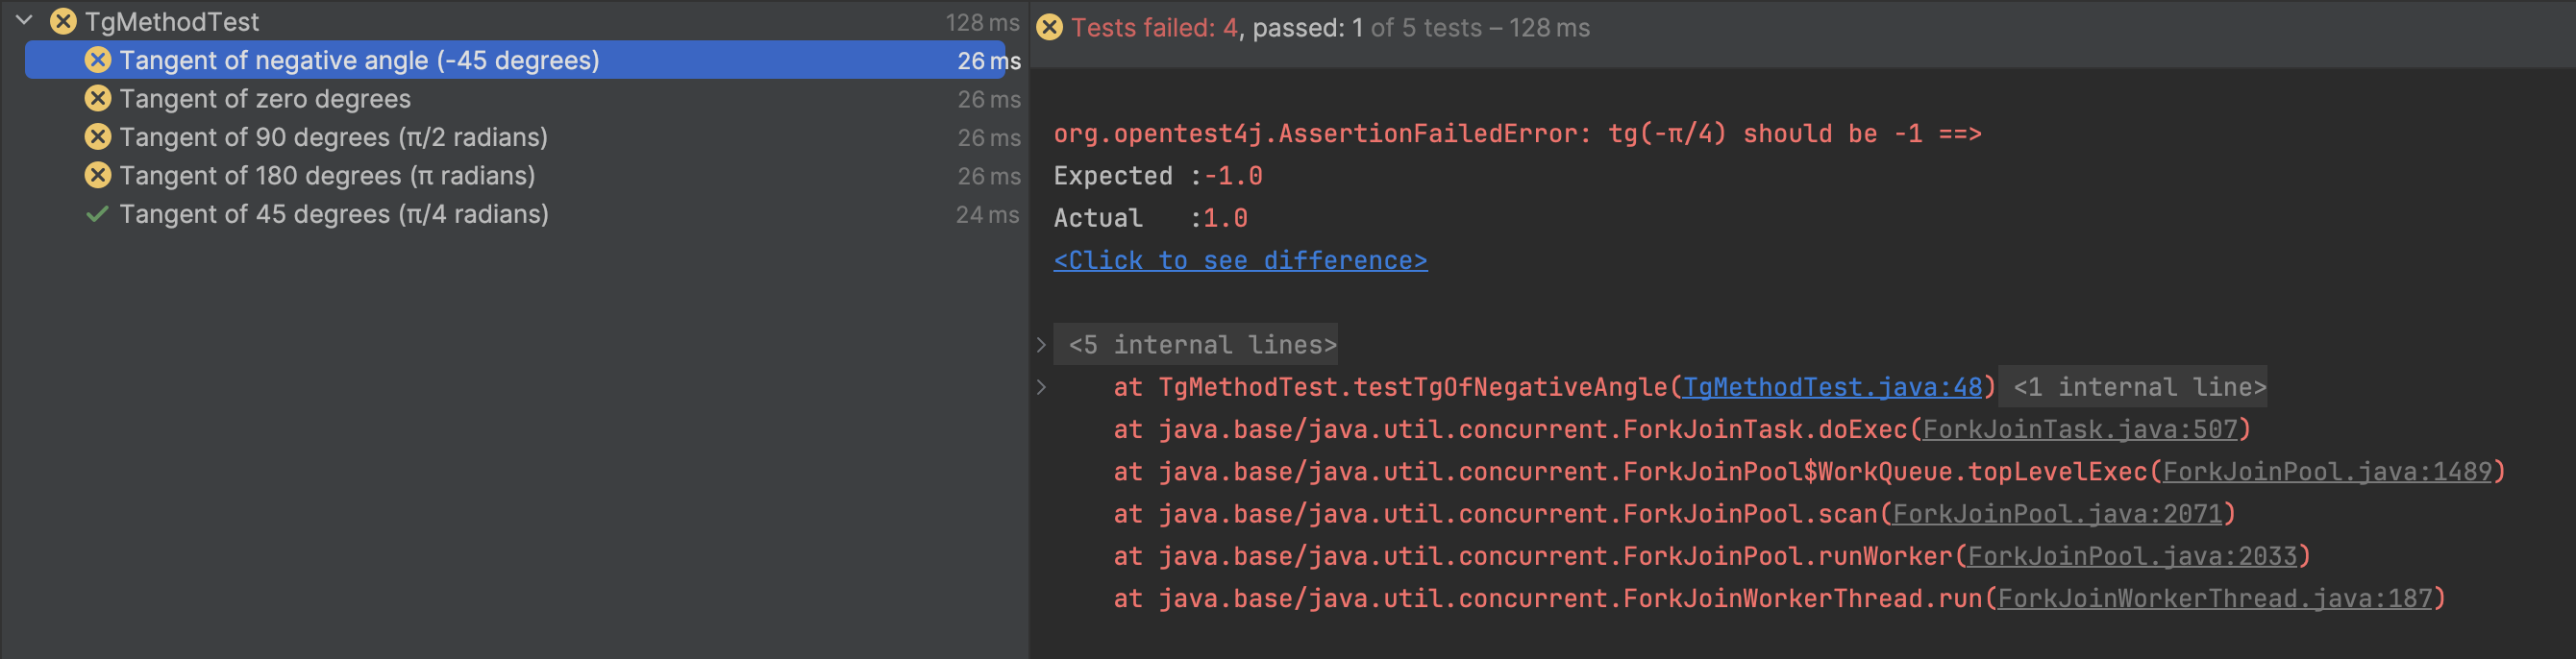 TgMethodTest 128 ms
Tangent of negative angle (-45 degrees) 26 ms
Tangent of zero degrees 26 ms
Tangent of 90 degrees (π/2 radians) 26 ms
Tangent of 180 degrees (π radians) 26 ms
Tangent of 45 degrees (π/4 radians) 24 ms
Tests failed: 4, passed: 1 of 5 tests – 128 ms
org.opentest4j.AssertionFailedError: tg(-π/4) should be -1 ==>
Expected :-1.0
Actual   :1.0
<Click to see difference>
<5 internal lines>
at TgMethodTest.testTgOfNegativeAngle(TgMethodTest.java:48) <1 internal line>
at java.base/java.util.concurrent.ForkJoinTask.doExec(ForkJoinTask.java:507)
at java.base/java.util.concurrent.ForkJoinPool$WorkQueue.topLevelExec(ForkJoinPool.java:1489)
at java.base/java.util.concurrent.ForkJoinPool.scan(ForkJoinPool.java:2071)
at java.base/java.util.concurrent.ForkJoinPool.runWorker(ForkJoinPool.java:2033)
at java.base/java.util.concurrent.ForkJoinWorkerThread.run(ForkJoinWorkerThread.java:187)